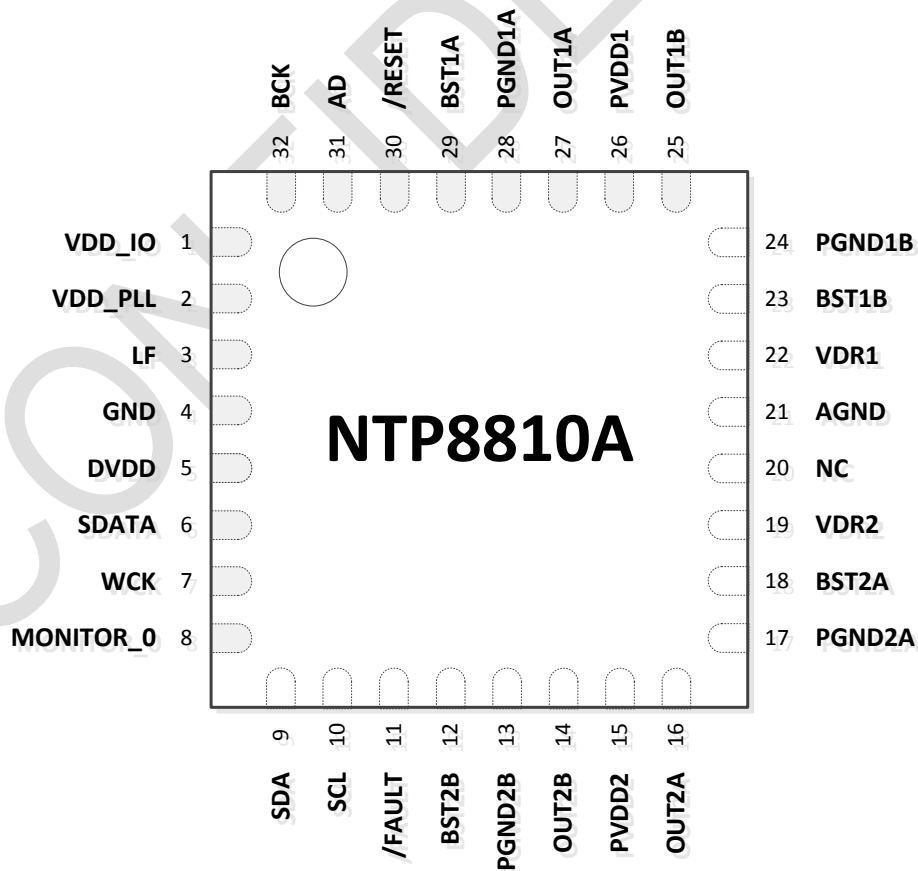 CONFIDE
BCK
AD
/RESET
BST1A
PGND1A
OUT1A
PVDD1
OUT1B
32
31
30
29
28
27
26
25
VDD_IO 1
VDD_PLL 2
LF 3
GND 4
DVDD 5
SDATA 6
WCK 7
MONITOR_0 8
NTP8810A
24 PGND1B
23 BST1B
22 VDR1
21 AGND
20 NC
19 VDR2
18 BST2A
17 PGND2A
9
10
11
12
13
14
15
16
SDA
SCL
/FAULT
BST2B
PGND2B
OUT2B
PVDD2
OUT2A